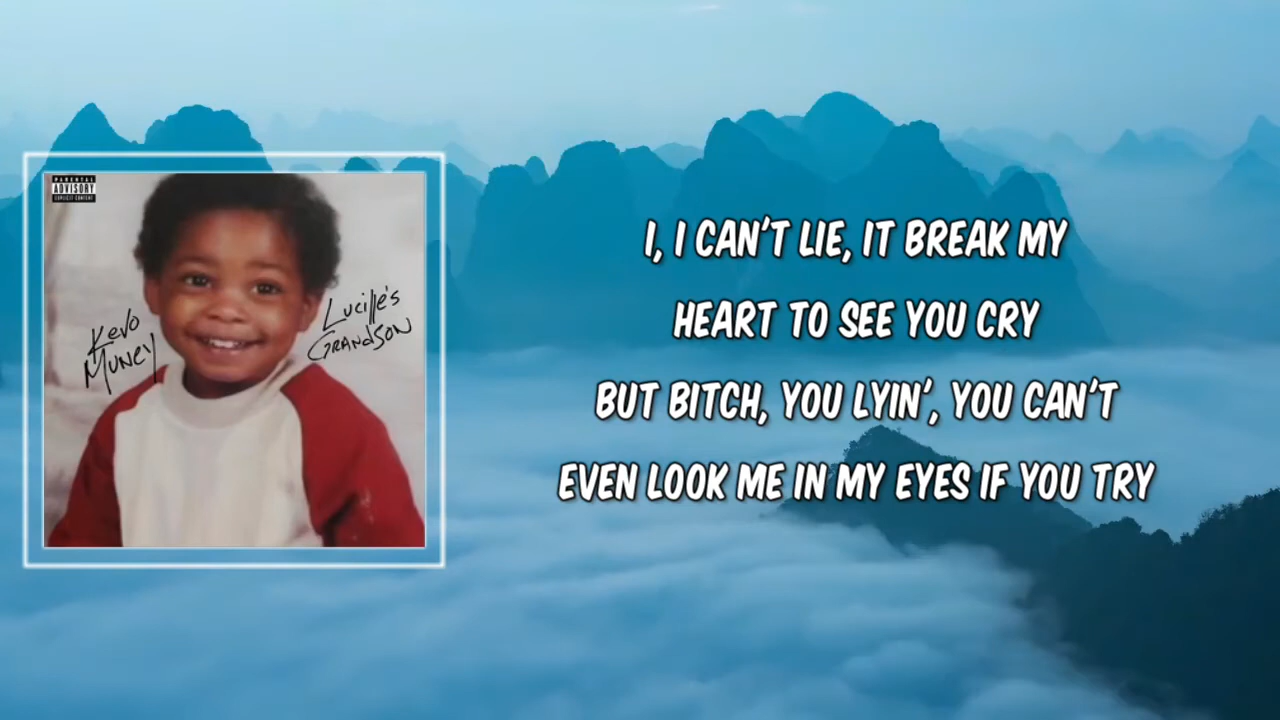 PARENTAL
ADVISORY
EXPLICIT CONTENT
Kevo
Muney
Lucille's
Grandson
I, I CAN'T LIE, IT BREAK MY
HEART TO SEE YOU CRY
BUT BITCH, YOU LYIN', YOU CAN'T
EVEN LOOK ME IN MY EYES IF YOU TRY